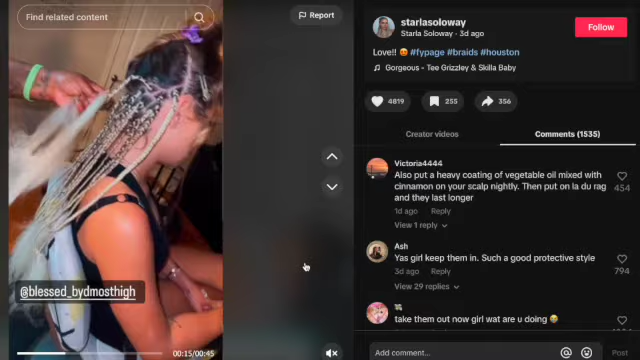 Find related content
Report
@blessed_bydmosthigh
00:15/00:45
starlasoloway
Starla Soloway · 3d ago
Follow
Love!! 😍 #fypage #braids #houston
♫ Gorgeous - Tee Grizzley & Skilla Baby
4819
255
356
Creator videos
Comments (1535)
Victoria4444
Also put a heavy coating of vegetable oil mixed with
cinnamon on your scalp nightly. Then put on la du rag
and they last longer
454
1d ago Reply
View 1 reply
Ash
Yas girl keep them in. Such a good protective style
794
3d ago Reply
View 29 replies
take them out now girl wat are u doing 😂
Add comment...
Post